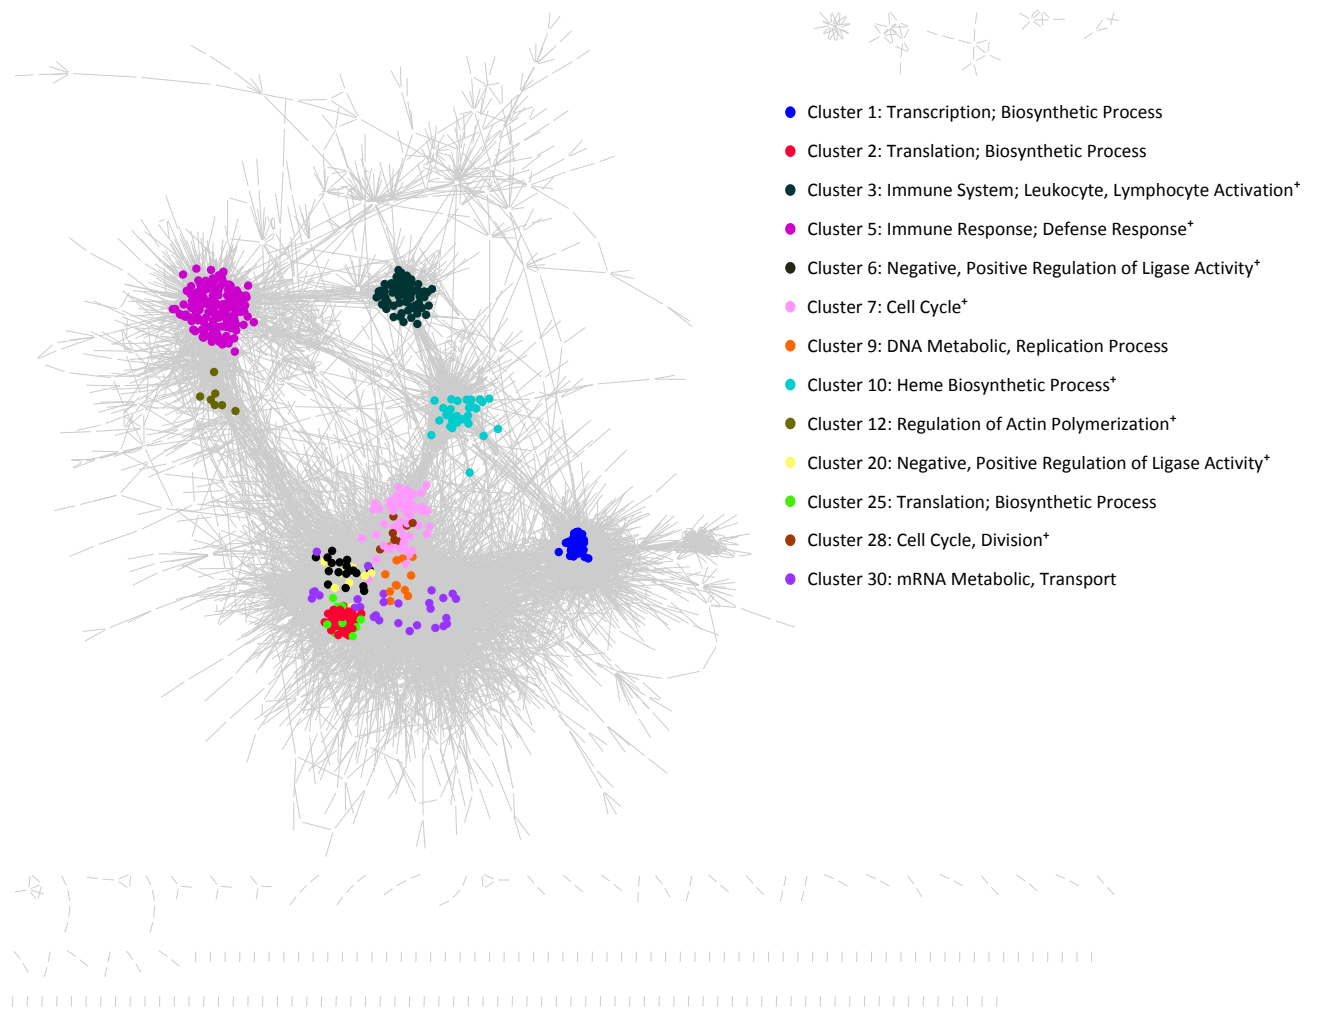 Cluster 1: Transcription; Biosynthetic Process
Cluster 2: Translation; Biosynthetic Process
Cluster 3: Immune System; Leukocyte, Lymphocyte Activation⁺
Cluster 5: Immune Response; Defense Response⁺
Cluster 6: Negative, Positive Regulation of Ligase Activity⁺
Cluster 7: Cell Cycle⁺
Cluster 9: DNA Metabolic, Replication Process
Cluster 10: Heme Biosynthetic Process⁺
Cluster 12: Regulation of Actin Polymerization⁺
Cluster 20: Negative, Positive Regulation of Ligase Activity⁺
Cluster 25: Translation; Biosynthetic Process
Cluster 28: Cell Cycle, Division⁺
Cluster 30: mRNA Metabolic, Transport